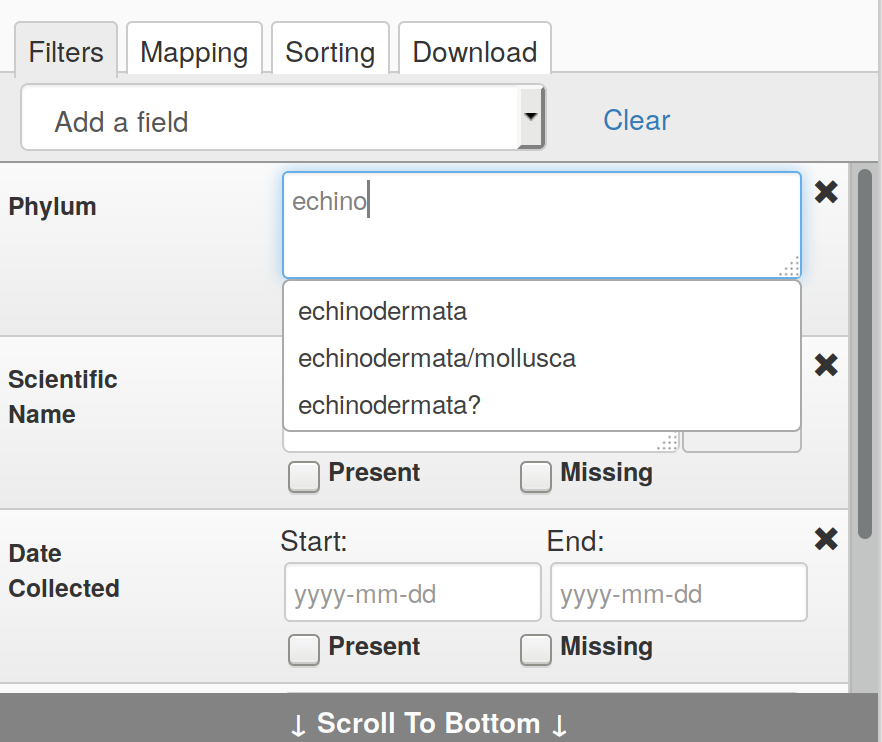 Filters Mapping Sorting Download
Add a field Clear
Phylum echino
echinodermata
echinodermata/mollusca
echinodermata?
Scientific
Name
Present Missing
Start: End:
Date
Collected
yyyy-mm-dd yyyy-mm-dd
Present Missing
↓ Scroll To Bottom ↓